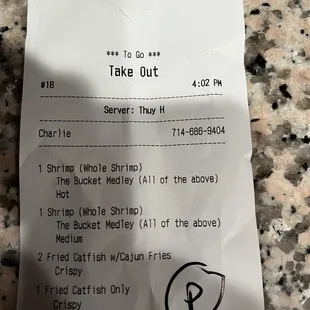 *** To Go ***
Take Out
#18 4:02 PM
Server: Thuy H
Charlie 714-686-9404
1 Shrimp (Whole Shrimp)
The Bucket Medley (All of the above)
Hot
1 Shrimp (Whole Shrimp)
The Bucket Medley (All of the above)
Medium
2 Fried Catfish w/Cajun Fries
Crispy
1 Fried Catfish Only
Crispy
P